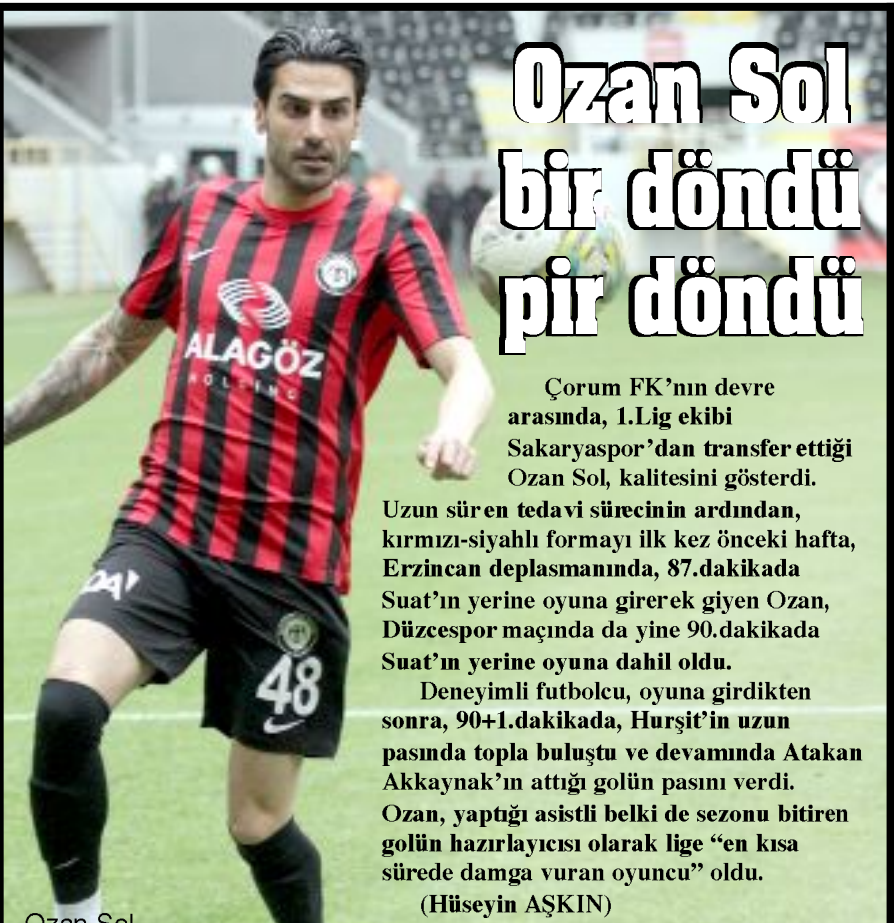 Ozan Sol
bir döndü
pir döndü
ALAGÖZ
HOLDING
Çorum FK’nın devre
arasında, 1.Lig ekibi
Sakaryaspor’dan transfer ettiği
Ozan Sol, kalitesini gösterdi.
Uzun süren tedavi sürecinin ardından,
kırmızı-siyahlı formayı ilk kez önceki hafta,
Erzincan deplasmanında, 87.dakikada
Suat’ın yerine oyuna girerek giyen Ozan,
Düzcespor maçında da yine 90.dakikada
Suat’ın yerine oyuna dahil oldu.
Deneyimli futbolcu, oyuna girdikten
sonra, 90+1.dakikada, Hurşit’in uzun
pasında topla buluştu ve devamında Atakan
Akkaynak’ın attığı golün pasını verdi.
Ozan, yaptığı asistli belki de sezonu bitiren
golün hazırlayıcısı olarak lige “en kısa
sürede damga vuran oyuncu” oldu.
(Hüseyin AŞKIN)
48
Ozan Sol